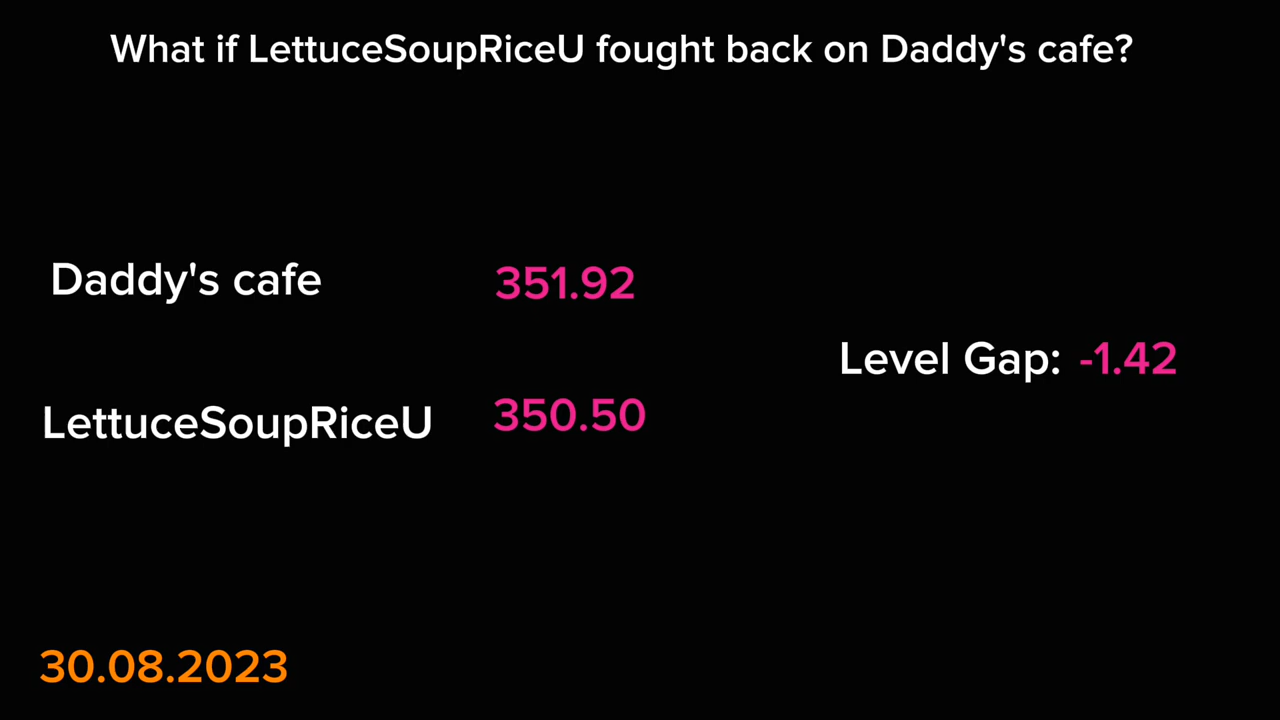 What if LettuceSoupRiceU fought back on Daddy's cafe?
Daddy's cafe 351.92
Level Gap: -1.42
LettuceSoupRiceU 350.50
30.08.2023